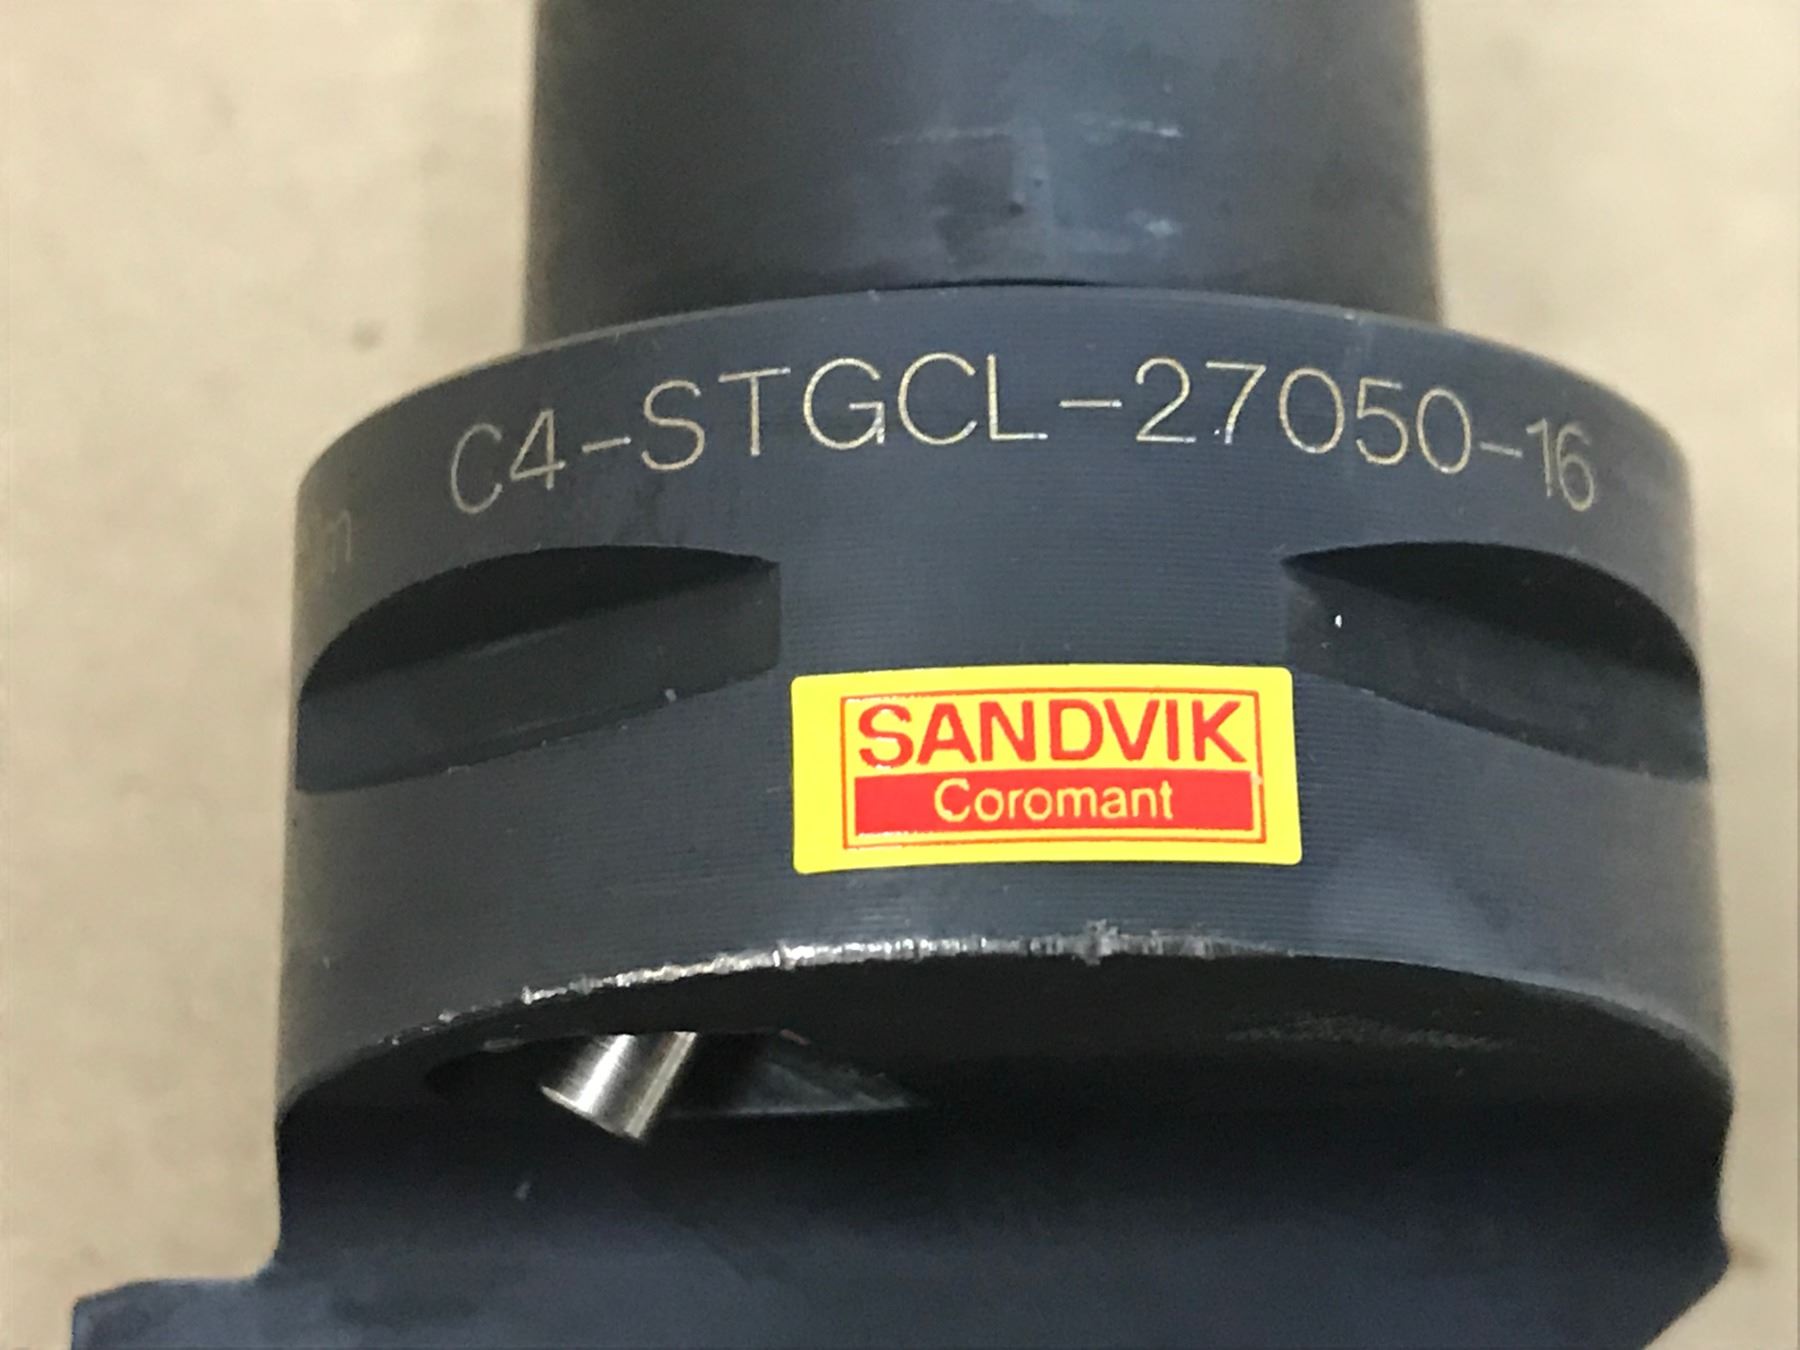 C4-STGCL-27050-16
SANDVIK
Coromant